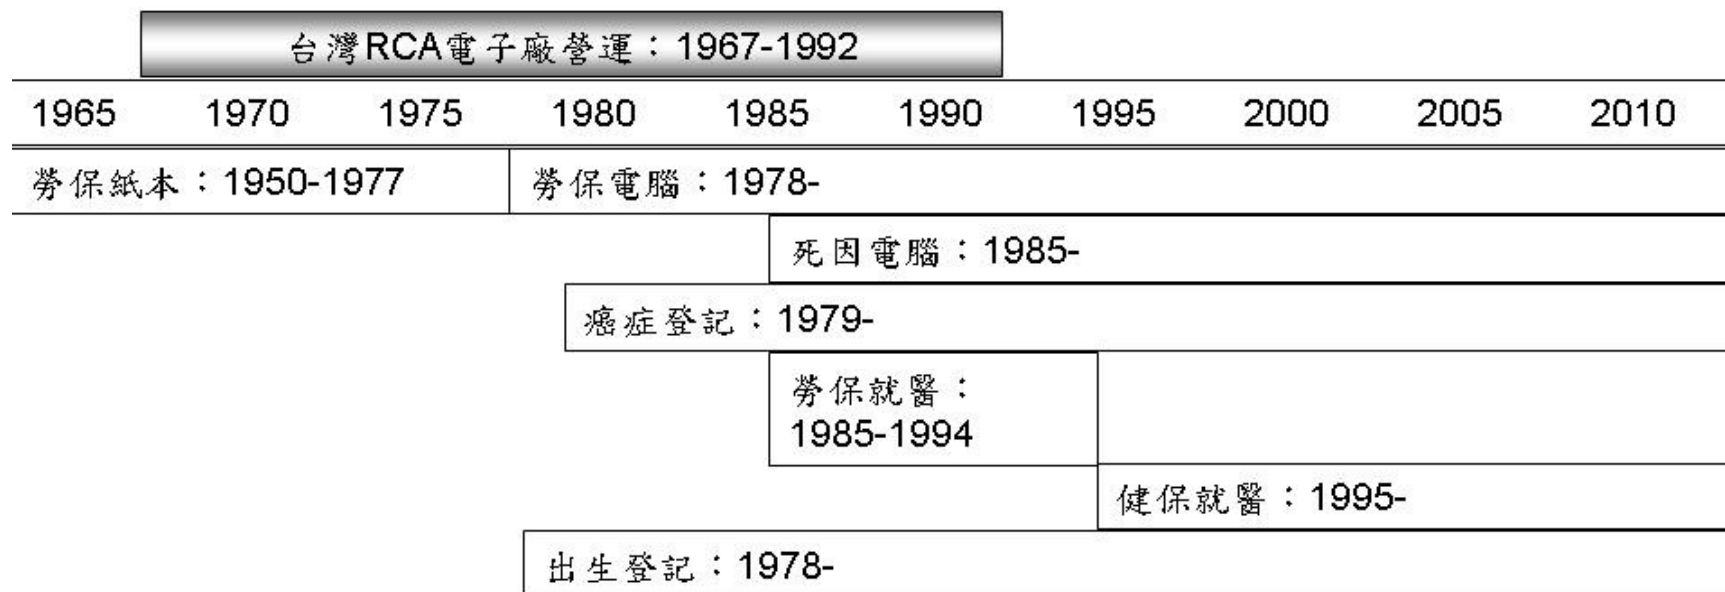 台灣RCA電子廠營運：1967-1992
1965 1970 1975 1980 1985 1990 1995 2000 2005 2010
勞保紙本：1950-1977 勞保電腦：1978-
死因電腦：1985-
癌症登記：1979-
勞保就醫：
1985-1994
健保就醫：1995-
出生登記：1978-